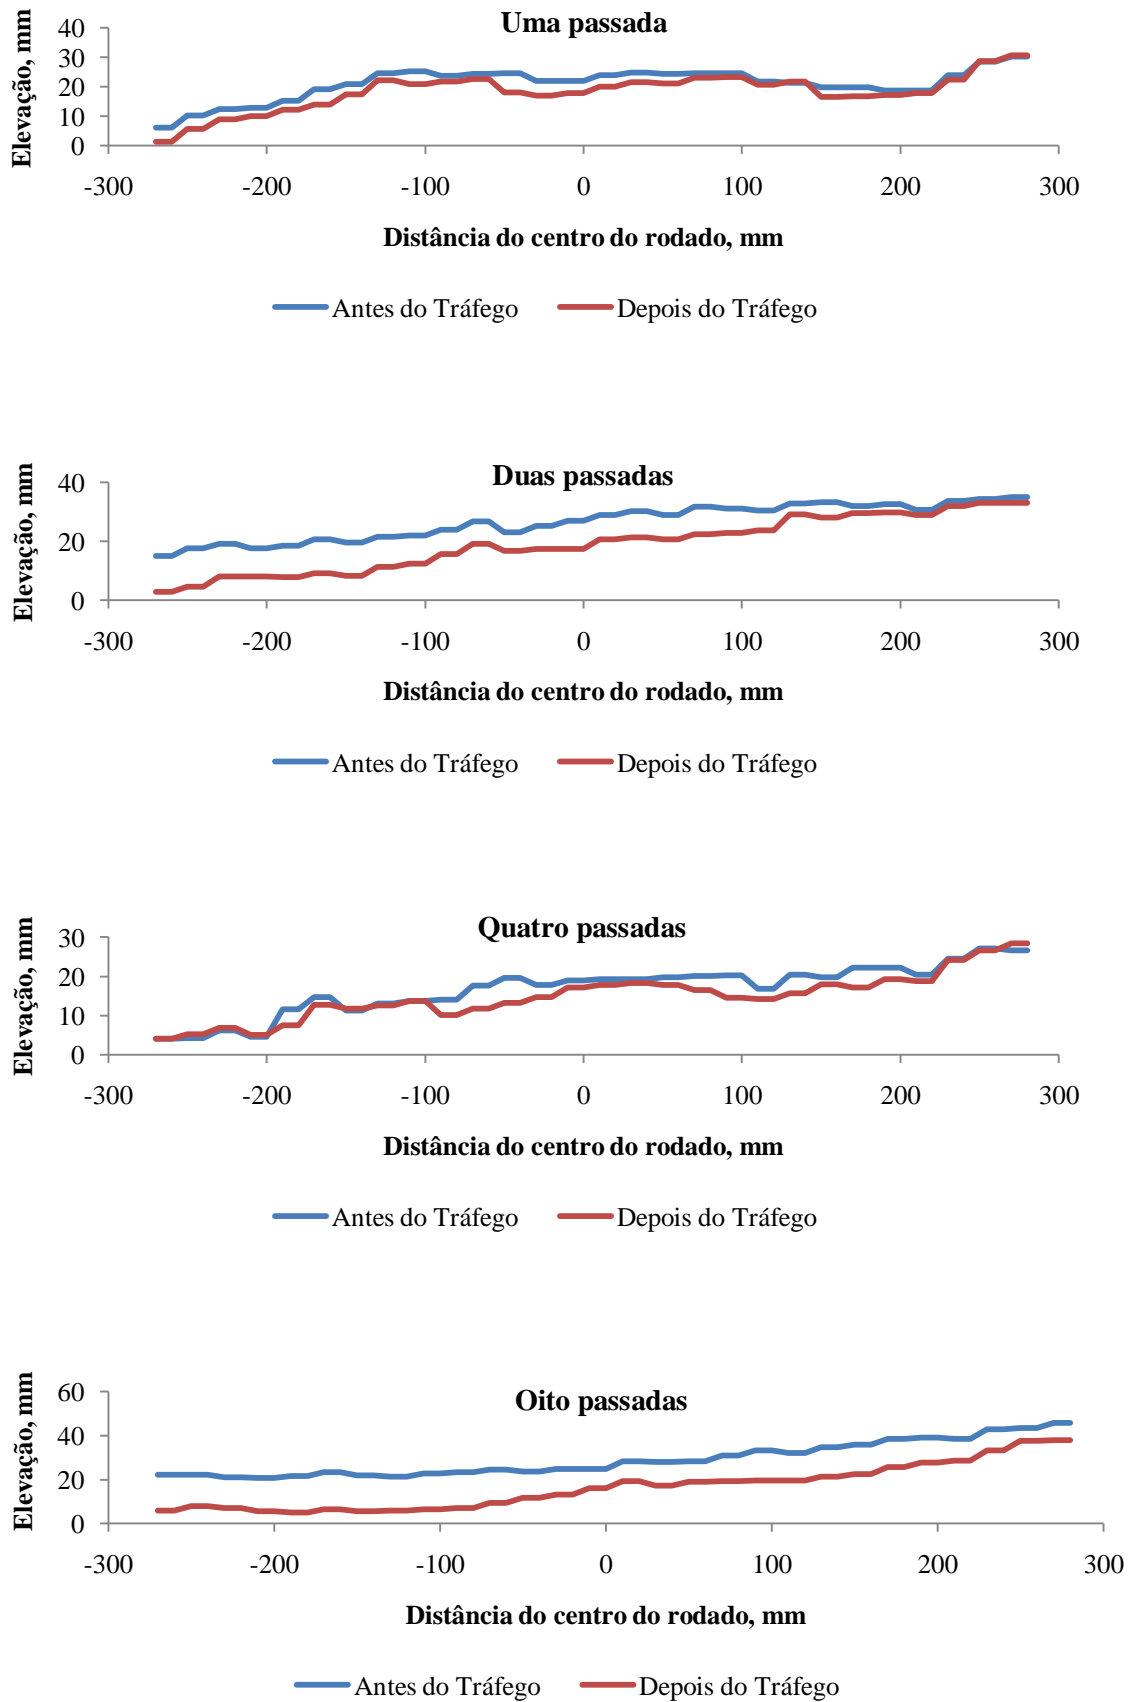 Uma passada
Elevação, mm
40
30
20
10
0
-300 -200 -100 0 100 200 300
Distância do centro do rodado, mm
Antes do Tráfego Depois do Tráfego
Duas passadas
Elevação, mm
40
20
0
-300 -200 -100 0 100 200 300
Distância do centro do rodado, mm
Antes do Tráfego Depois do Tráfego
Quatro passadas
Elevação, mm
30
20
10
0
-300 -200 -100 0 100 200 300
Distância do centro do rodado, mm
Antes do Tráfego Depois do Tráfego
Oito passadas
Elevação, mm
60
40
20
0
-300 -200 -100 0 100 200 300
Distância do centro do rodado, mm
Antes do Tráfego Depois do Tráfego